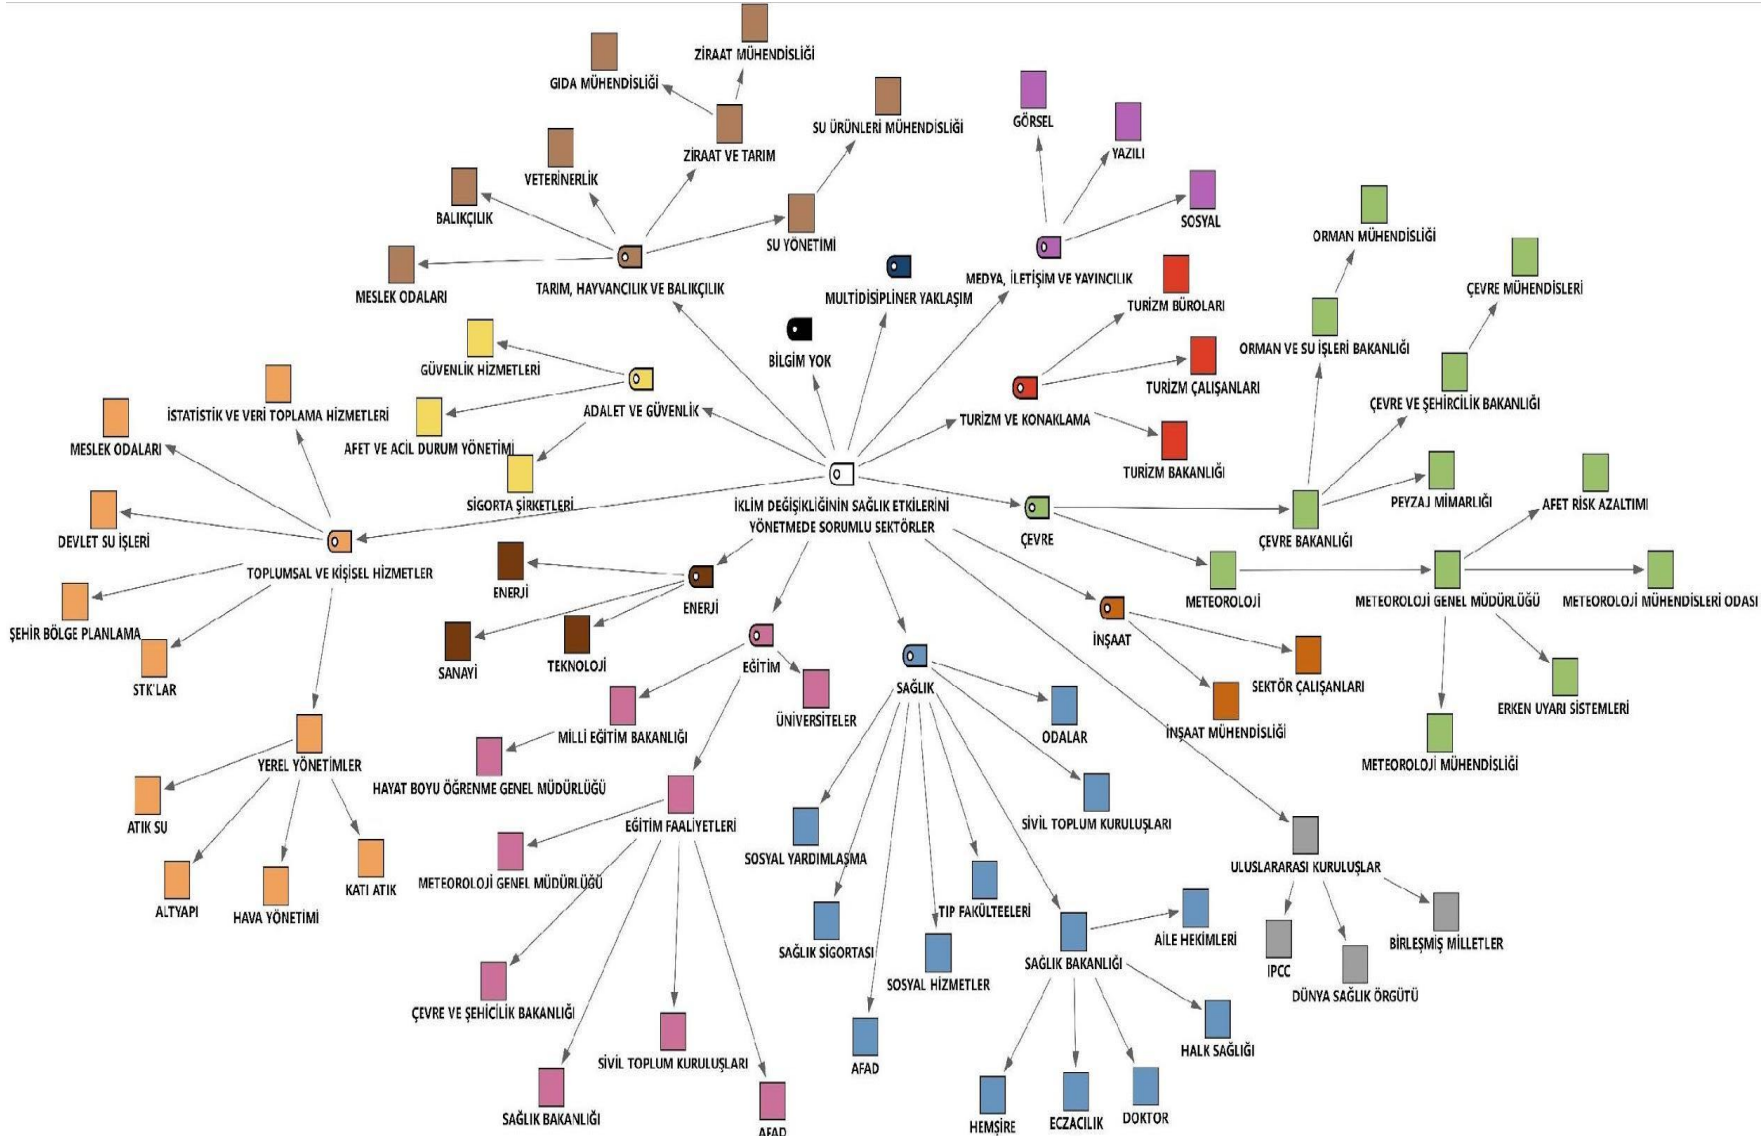 ZİRAAT MÜHENDİSLİĞİ
GIDA MÜHENDİSLİĞİ
SU ÜRÜNLERİ MÜHENDİSLİĞİ
ZİRAAT VE TARIM
VETERİNERLİK
BALIKÇILIK
SU YÖNETİMİ
MESLEK ODALARI
TARIM, HAYVANCILIK VE BALIKÇILIK
MULTİDİSİPLİNER YAKLAŞIM
BİLGİM YOK
GÖRSEL
YAZILI
SOSYAL
MEDYA, İLETİŞİM VE YAYINCILIK
TURİZM BÜROLARI
TURİZM ÇALIŞANLARI
TURİZM VE KONAKLAMA
TURİZM BAKANLIĞI
ORMAN MÜHENDİSLİĞİ
ÇEVRE MÜHENDİSLERİ
ORMAN VE SU İŞLERİ BAKANLIĞI
ÇEVRE VE ŞEHİRCİLİK BAKANLIĞI
PEYZAJ MİMARLIĞI
AFET RİSK AZALTIMI
ÇEVRE BAKANLIĞI
ÇEVRE
METEOROLOJİ
METEOROLOJİ GENEL MÜDÜRLÜĞÜ
METEOROLOJİ MÜHENDİSLERİ ODASI
ERKEN UYARI SİSTEMLERİ
METEOROLOJİ MÜHENDİSLİĞİ
GÜVENLİK HİZMETLERİ
ADALET VE GÜVENLİK
AFET VE ACİL DURUM YÖNETİMİ
SİGORTA ŞİRKETLERİ
İKLİM DEĞİŞİKLİĞİNİN SAĞLIK ETKİLERİNİ
YÖNETMEDE SORUMLU SEKTÖRLER
İSTATİSTİK VE VERİ TOPLAMA HİZMETLERİ
MESLEK ODALARI
DEVLET SU İŞLERİ
TOPLUMSAL VE KİŞİSEL HİZMETLER
ŞEHİR BÖLGE PLANLAMA
STK'LAR
YEREL YÖNETİMLER
ATIK SU
ALTYAPI
HAVA YÖNETİMİ
KATI ATIK
ENERJİ
ENERJİ
SANAYİ
TEKNOLOJİ
EĞİTİM
ÜNİVERSİTELER
MİLLİ EĞİTİM BAKANLIĞI
HAYAT BOYU ÖĞRENME GENEL MÜDÜRLÜĞÜ
EĞİTİM FAALİYETLERİ
METEOROLOJİ GENEL MÜDÜRLÜĞÜ
ÇEVRE VE ŞEHİCİLİK BAKANLIĞI
SİVİL TOPLUM KURULUŞLARI
SAĞLIK BAKANLIĞI
AFAD
SAĞLIK
ODALAR
SİVİL TOPLUM KURULUŞLARI
SOSYAL YARDIMLAŞMA
TIP FAKÜLTEELERİ
SAĞLIK SİGORTASI
SOSYAL HİZMETLER
AFAD
SAĞLIK BAKANLIĞI
AİLE HEKİMLERİ
HALK SAĞLIĞI
HEMŞİRE
ECZACILIK
DOKTOR
İNŞAAT
SEKTÖR ÇALIŞANLARI
İNŞAAT MÜHENDİSLİĞİ
ULUSLARARASI KURULUŞLAR
IPCC
BİRLEŞMİŞ MİLLETLER
DÜNYA SAĞLIK ÖRGÜTÜ